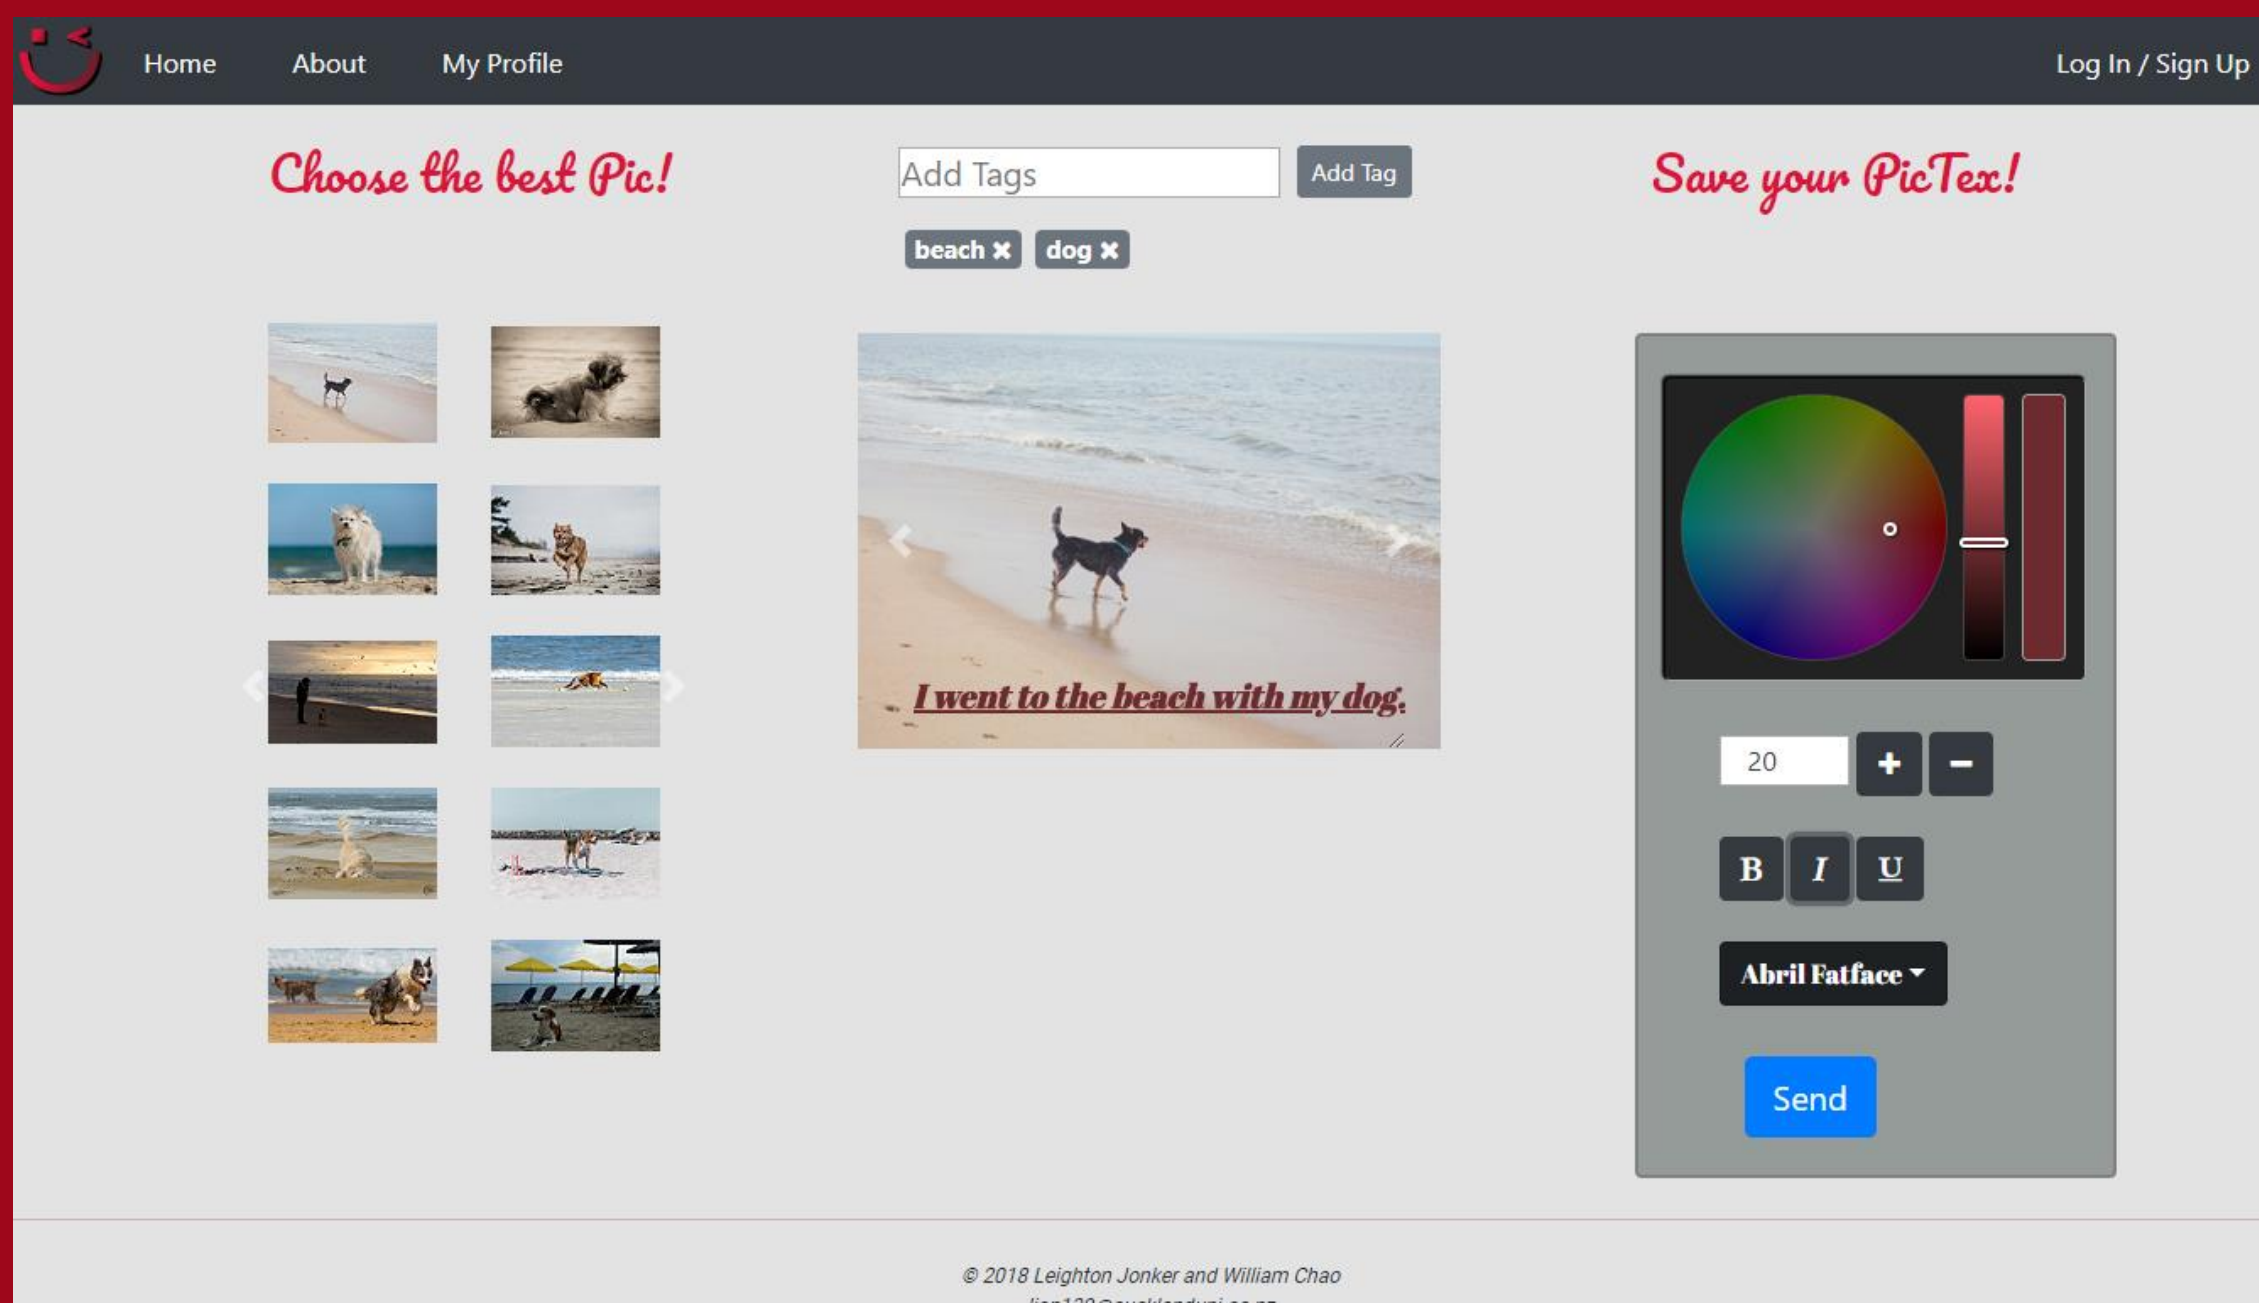 Home About My Profile Log In / Sign Up
Choose the best Pic!
Add Tags Add Tag
Save your PicTex!
beach ✖ dog ✖
I went to the beach with my dog.
20
B I U
Abril Fatface
Send
© 2018 Leighton Jonker and William Chao